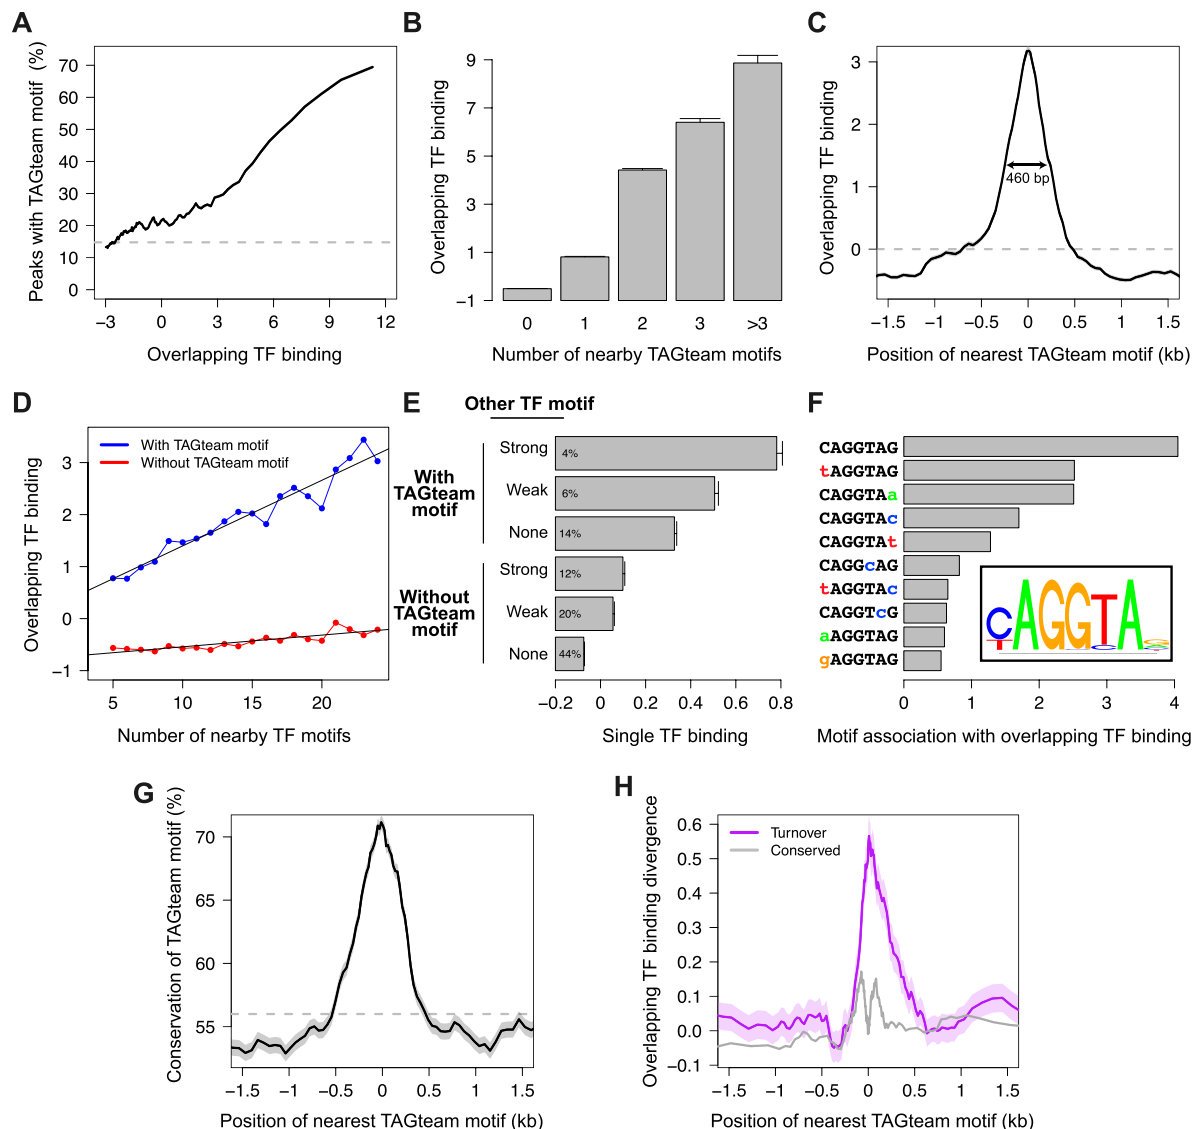 A
Peaks with TAGteam motif (%)
70
60
50
40
30
20
10
0
−3 0 3 6 9 12
Overlapping TF binding
B
Overlapping TF binding
9
7
5
3
1
−1
0 1 2 3 >3
Number of nearby TAGteam motifs
C
Overlapping TF binding
3
2
1
0
460 bp
−1.5 −1 −0.5 0 0.5 1 1.5
Position of nearest TAGteam motif (kb)
D
Overlapping TF binding
With TAGteam motif
Without TAGteam motif
3
2
1
0
−1
5 10 15 20
Number of nearby TF motifs
E
Other TF motif
With
TAGteam
motif
Strong 4%
Weak 6%
None 14%
Without
TAGteam
motif
Strong 12%
Weak 20%
None 44%
−0.2 0 0.2 0.4 0.6 0.8
Single TF binding
F
CAGGTAG
tAGGTAG
CAGGTAa
CAGGTAc
CAGGTAt
CAGGcAG
tAGGTAc
CAGGTcG
aAGGTAG
gAGGTAG
CAGGTA
0 1 2 3 4
Motif association with overlapping TF binding
G
Conservation of TAGteam motif (%)
70
65
60
55
−1.5 −1 −0.5 0 0.5 1 1.5
Position of nearest TAGteam motif (kb)
H
Overlapping TF binding divergence
Turnover
Conserved
0.6
0.5
0.4
0.3
0.2
0.1
0.0
−0.1
−1.5 −1 −0.5 0 0.5 1 1.5
Position of nearest TAGteam motif (kb)